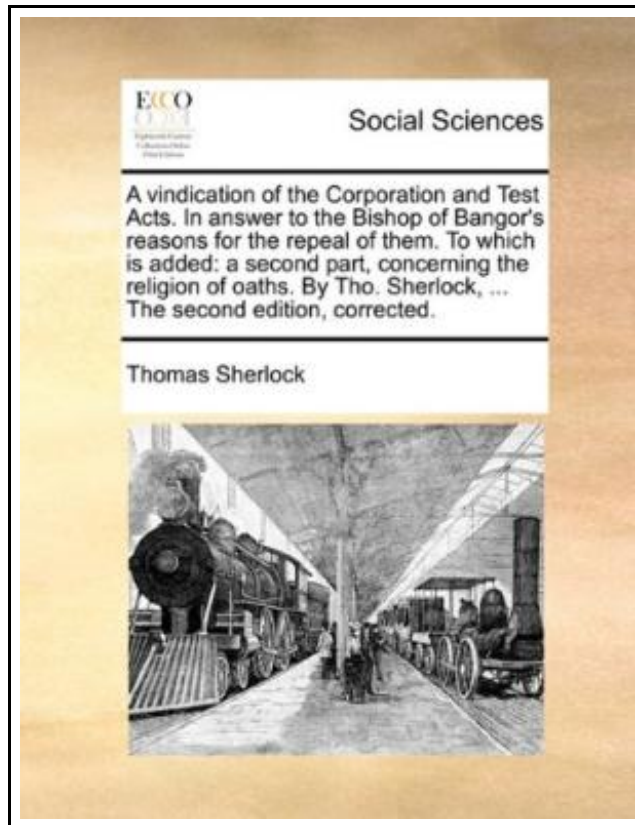 ECCO
Social Sciences
A vindication of the Corporation and Test
Acts. In answer to the Bishop of Bangor's
reasons for the repeal of them. To which
is added: a second part, concerning the
religion of oaths. By Tho. Sherlock, ...
The second edition, corrected.
Thomas Sherlock